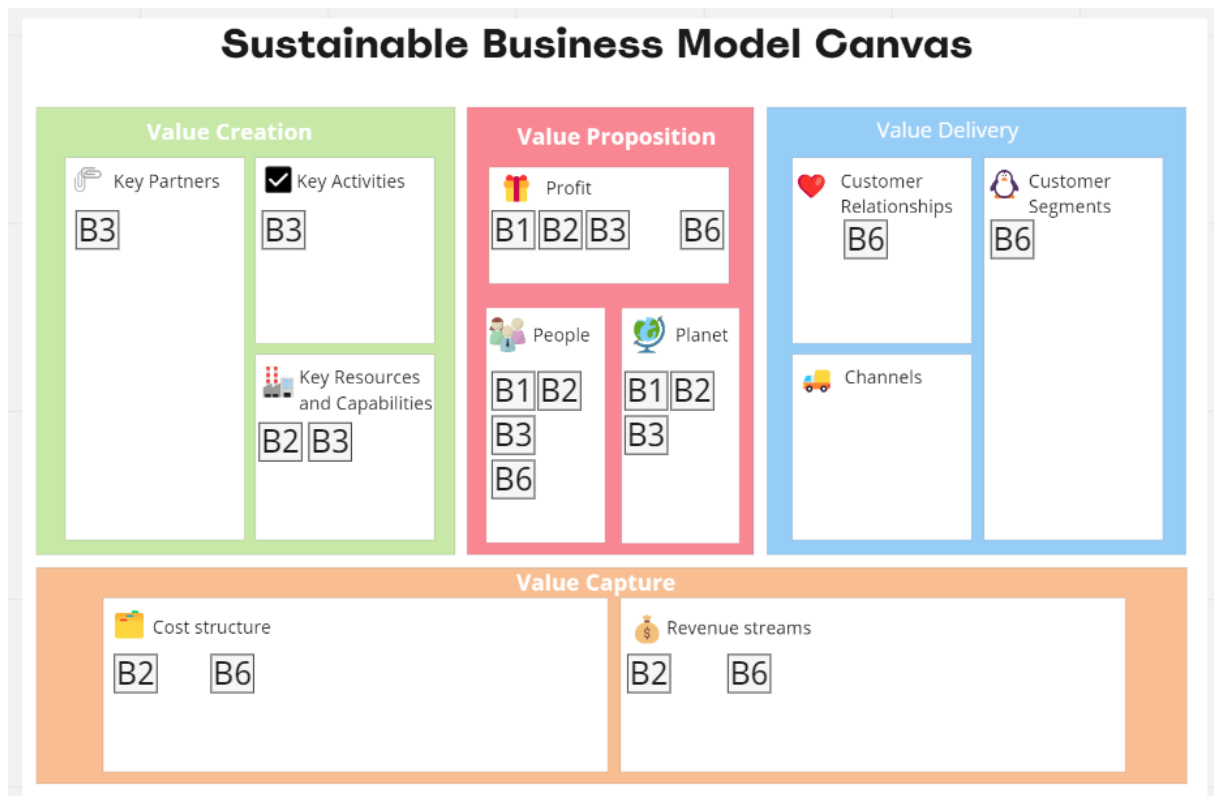 Sustainable Business Model Canvas
Value Creation
Key Partners
B3
Key Activities
B3
Key Resources
and Capabilities
B2 B3
Value Proposition
Profit
B1 B2 B3 B6
People
B1 B2
B3
B6
Planet
B1 B2
B3
Value Delivery
Customer
Relationships
B6
Customer
Segments
B6
Channels
Value Capture
Cost structure
B2 B6
$
Revenue streams
B2 B6